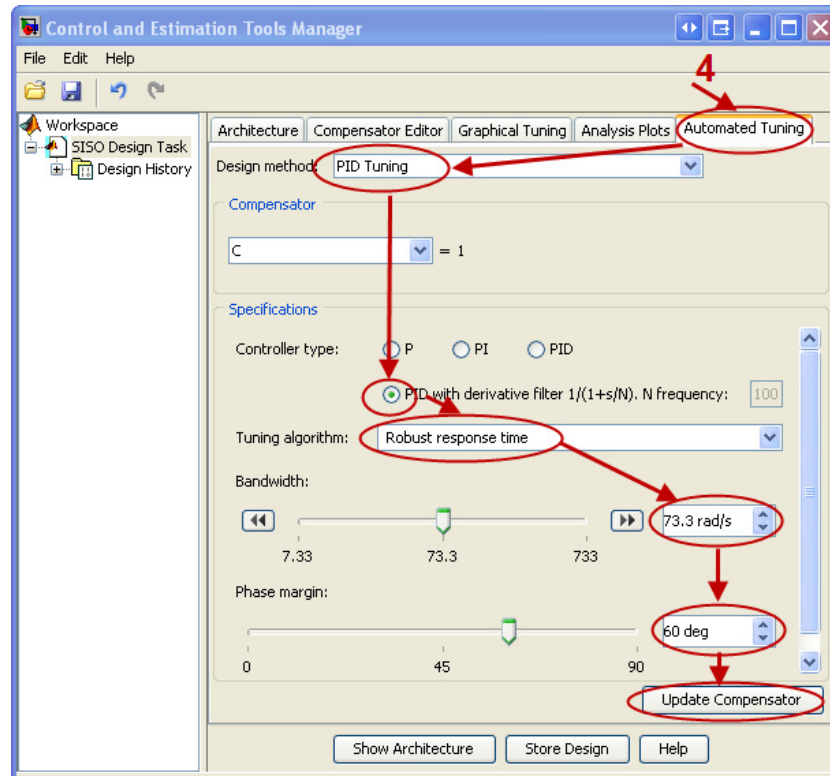 Control and Estimation Tools Manager
File Edit Help
4
Workspace
SISO Design Task
Design History
Architecture Compensator Editor Graphical Tuning Analysis Plots Automated Tuning
Design method: PID Tuning
Compensator
C = 1
Specifications
Controller type: P PI PID
PID with derivative filter 1/(1+s/N). N frequency: 100
Tuning algorithm: Robust response time
Bandwidth:
73.3 rad/s
7.33 73.3 733
Phase margin:
60 deg
0 45 90
Update Compensator
Show Architecture Store Design Help